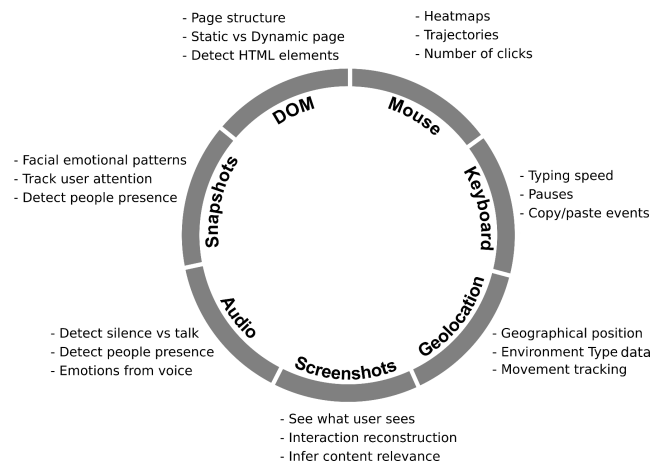 - Page structure
- Static vs Dynamic page
- Detect HTML elements
- Heatmaps
- Trajectories
- Number of clicks
DOM
Mouse
- Facial emotional patterns
- Track user attention
- Detect people presence
Snapshots
Keyboard
- Typing speed
- Pauses
- Copy/paste events
Audio
Geolocation
- Detect silence vs talk
- Detect people presence
- Emotions from voice
- Geographical position
- Environment Type data
- Movement tracking
Screenshots
- See what user sees
- Interaction reconstruction
- Infer content relevance